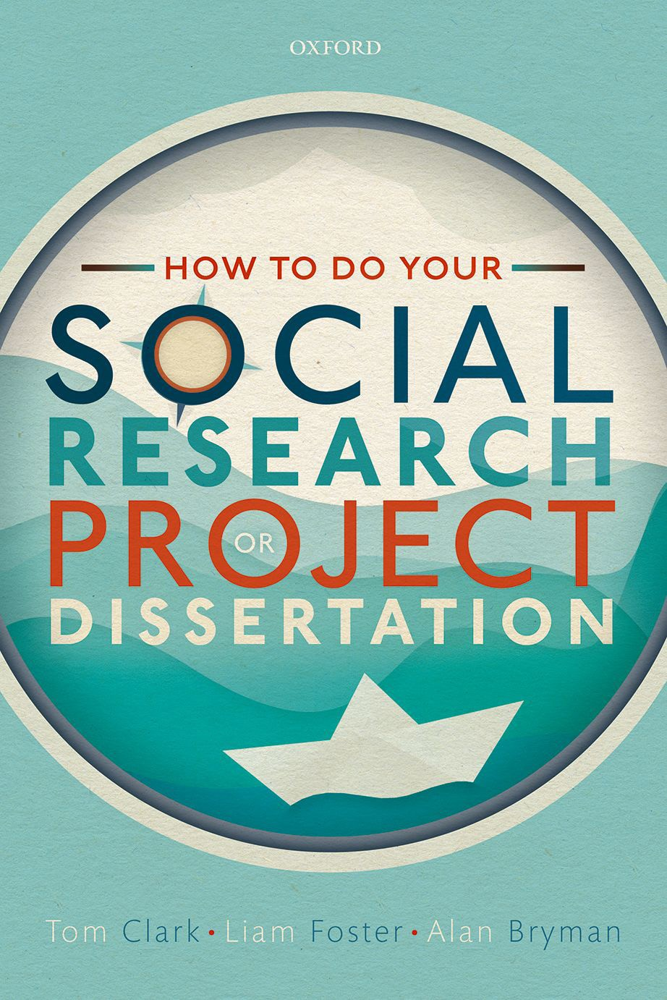 OXFORD
HOW TO DO YOUR
SOCIAL
RESEARCH
PROJECT
OR
DISSERTATION
Tom Clark • Liam Foster • Alan Bryman